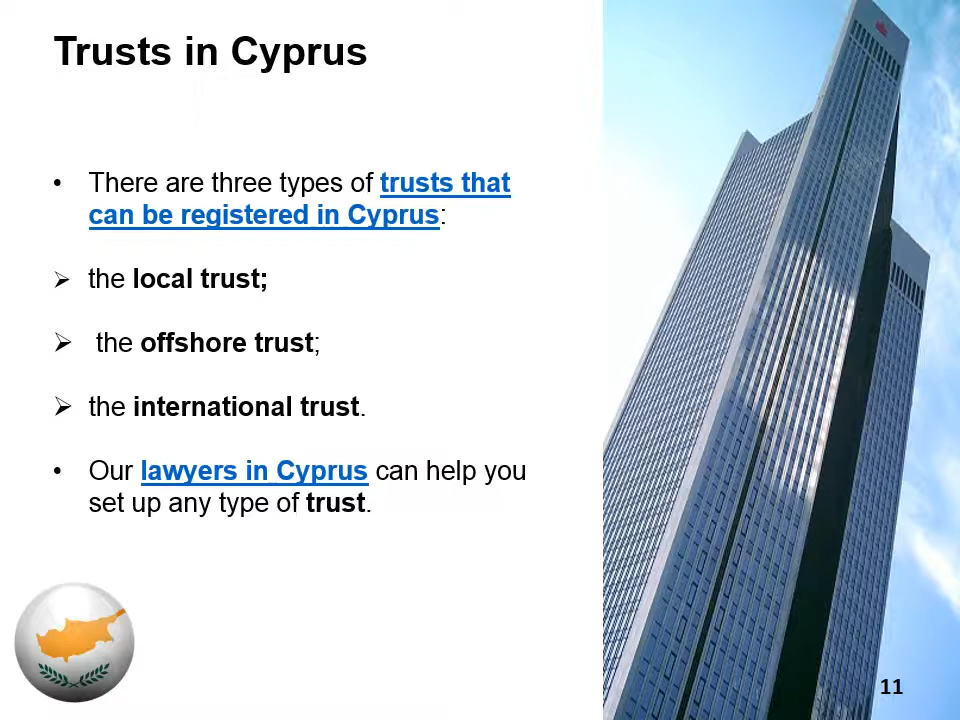 Trusts in Cyprus
• There are three types of trusts that
can be registered in Cyprus:
➢ the local trust;
➢ the offshore trust;
➢ the international trust.
• Our lawyers in Cyprus can help you
set up any type of trust.
11